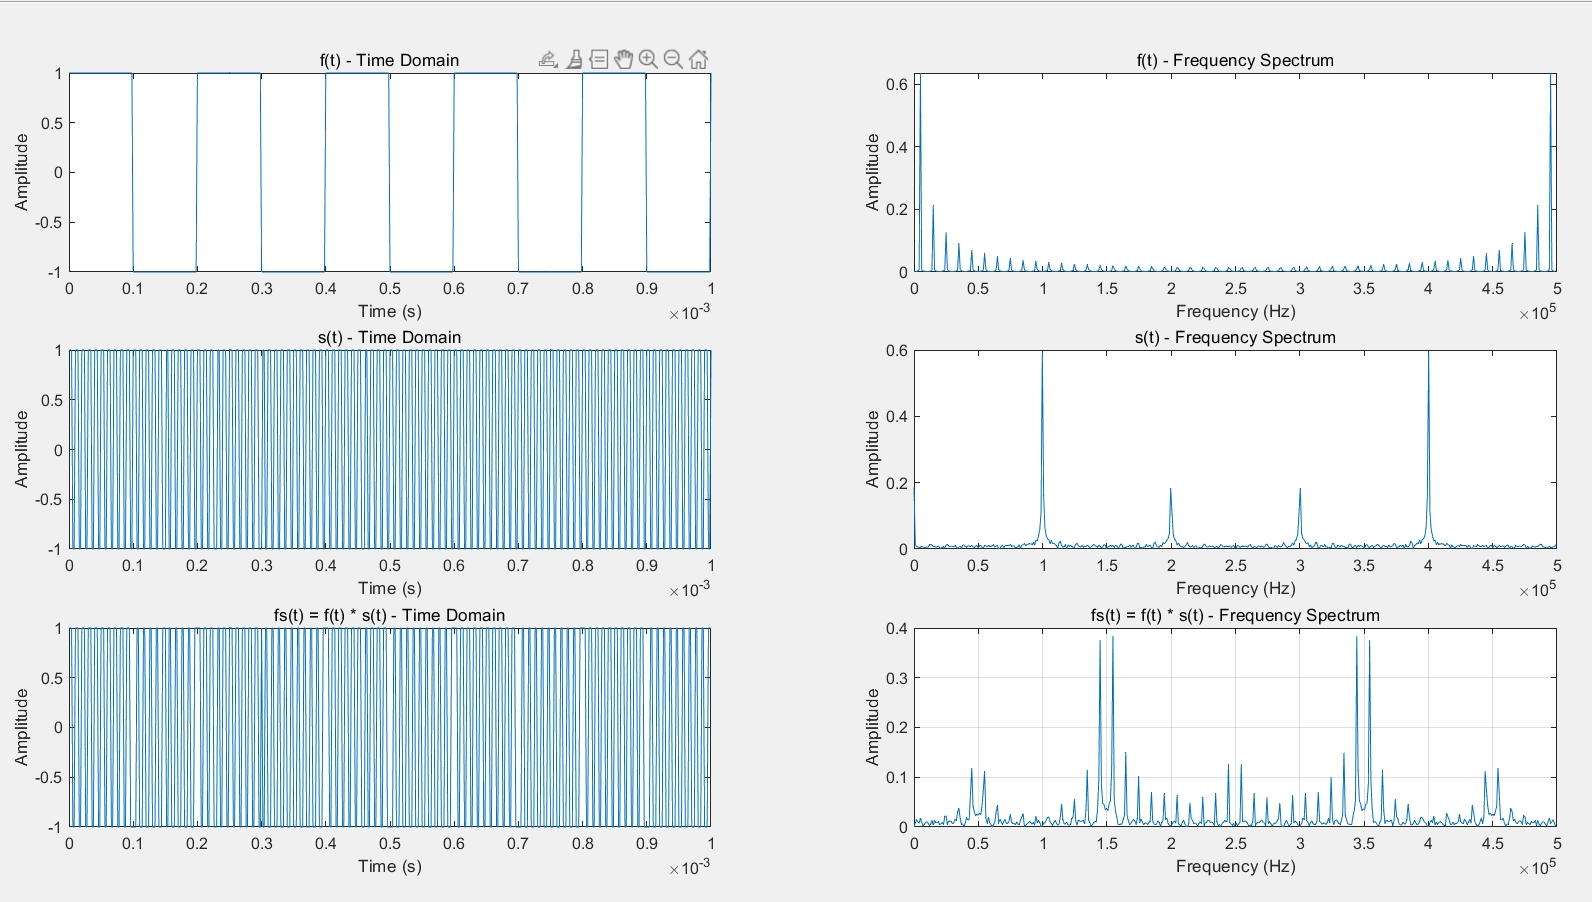 f(t) - Time Domain
Amplitude
1
0.5
0
-0.5
-1
0 0.1 0.2 0.3 0.4 0.5 0.6 0.7 0.8 0.9 1
Time (s)
×10-3
f(t) - Frequency Spectrum
Amplitude
0.6
0.4
0.2
0
0 0.5 1 1.5 2 2.5 3 3.5 4 4.5 5
Frequency (Hz)
×105
s(t) - Time Domain
Amplitude
1
0.5
0
-0.5
-1
0 0.1 0.2 0.3 0.4 0.5 0.6 0.7 0.8 0.9 1
Time (s)
×10-3
s(t) - Frequency Spectrum
Amplitude
0.6
0.4
0.2
0
0 0.5 1 1.5 2 2.5 3 3.5 4 4.5 5
Frequency (Hz)
×105
fs(t) = f(t) * s(t) - Time Domain
Amplitude
1
0.5
0
-0.5
-1
0 0.1 0.2 0.3 0.4 0.5 0.6 0.7 0.8 0.9 1
Time (s)
×10-3
fs(t) = f(t) * s(t) - Frequency Spectrum
Amplitude
0.4
0.3
0.2
0.1
0
0 0.5 1 1.5 2 2.5 3 3.5 4 4.5 5
Frequency (Hz)
×105